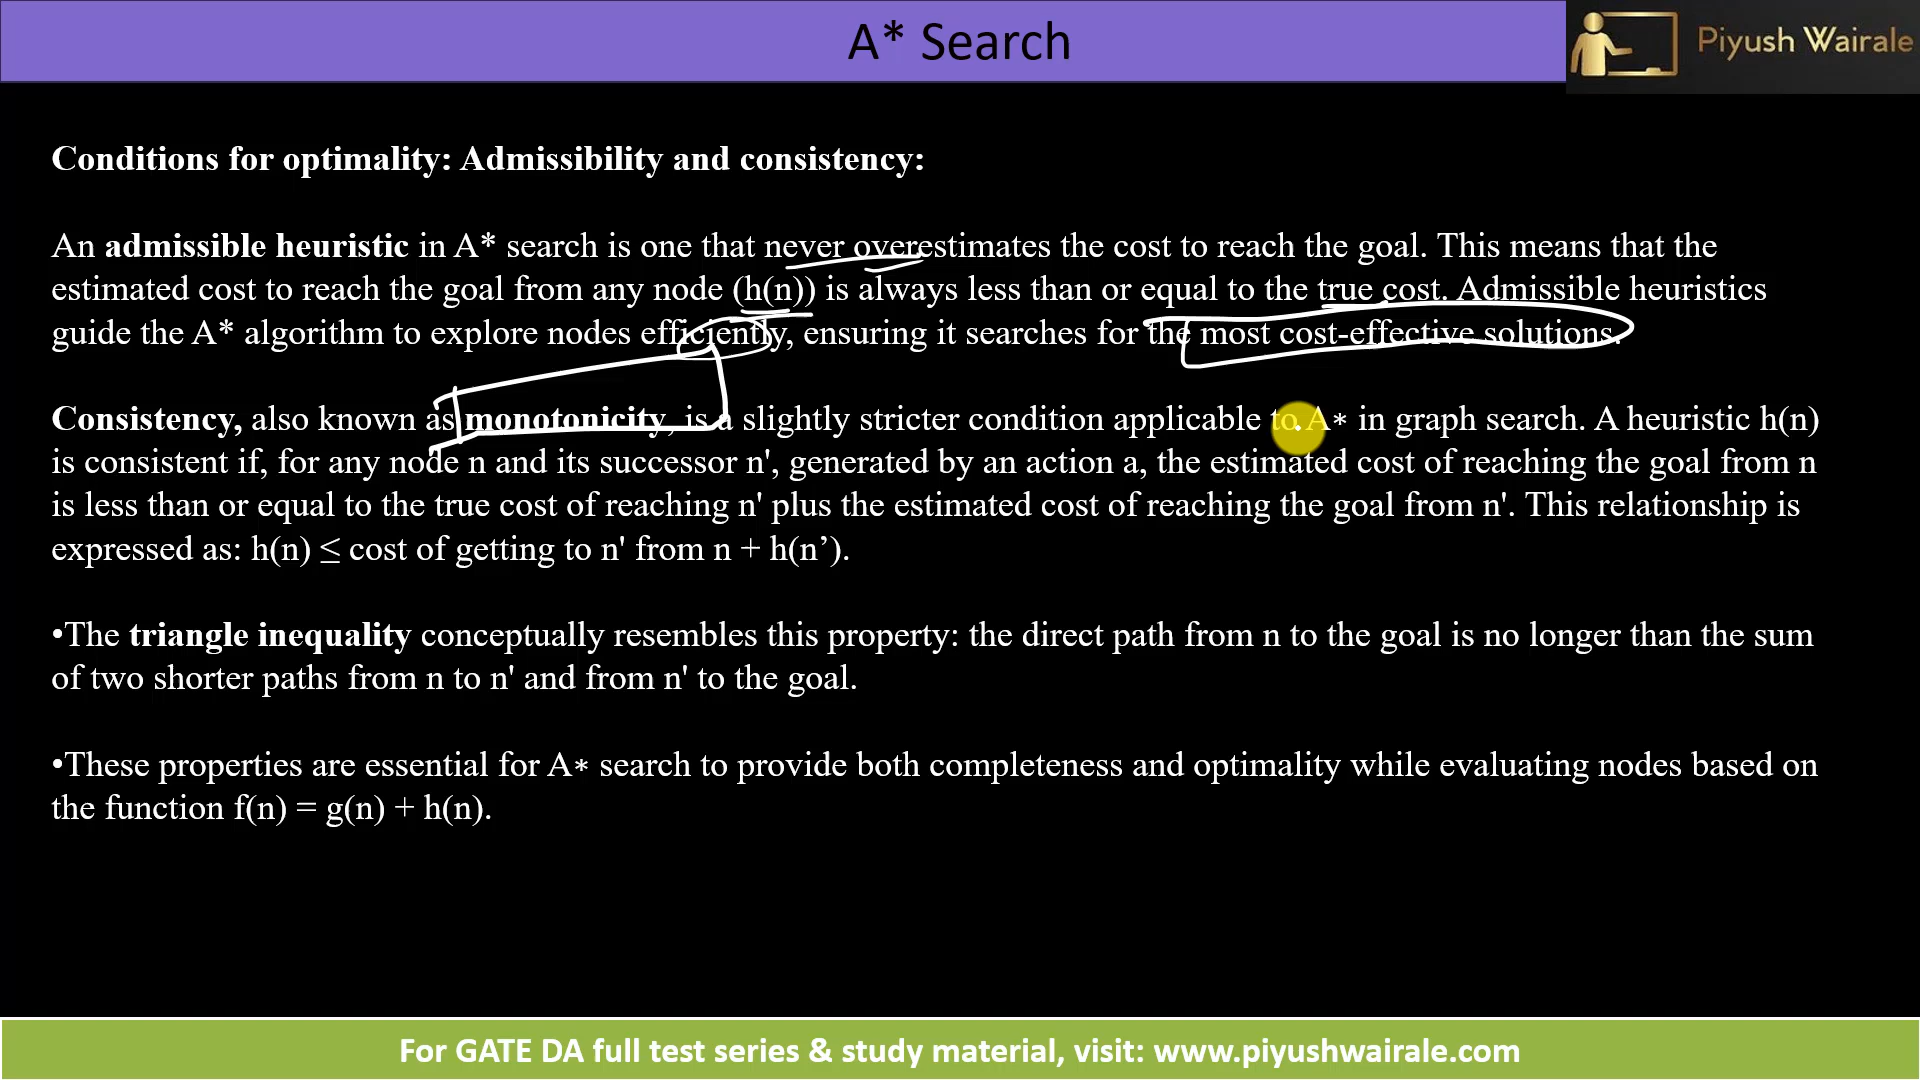 A* Search
Piyush Wairale
Conditions for optimality: Admissibility and consistency:
An admissible heuristic in A* search is one that never overestimates the cost to reach the goal. This means that the
estimated cost to reach the goal from any node (h(n)) is always less than or equal to the true cost. Admissible heuristics
guide the A* algorithm to explore nodes efficiently, ensuring it searches for the most cost-effective solutions.
Consistency, also known as monotonicity, is a slightly stricter condition applicable to A∗ in graph search. A heuristic h(n)
is consistent if, for any node n and its successor n', generated by an action a, the estimated cost of reaching the goal from n
is less than or equal to the true cost of reaching n' plus the estimated cost of reaching the goal from n'. This relationship is
expressed as: h(n) ≤ cost of getting to n' from n + h(n’).
•The triangle inequality conceptually resembles this property: the direct path from n to the goal is no longer than the sum
of two shorter paths from n to n' and from n' to the goal.
•These properties are essential for A∗ search to provide both completeness and optimality while evaluating nodes based on
the function f(n) = g(n) + h(n).
For GATE DA full test series & study material, visit: www.piyushwairale.com